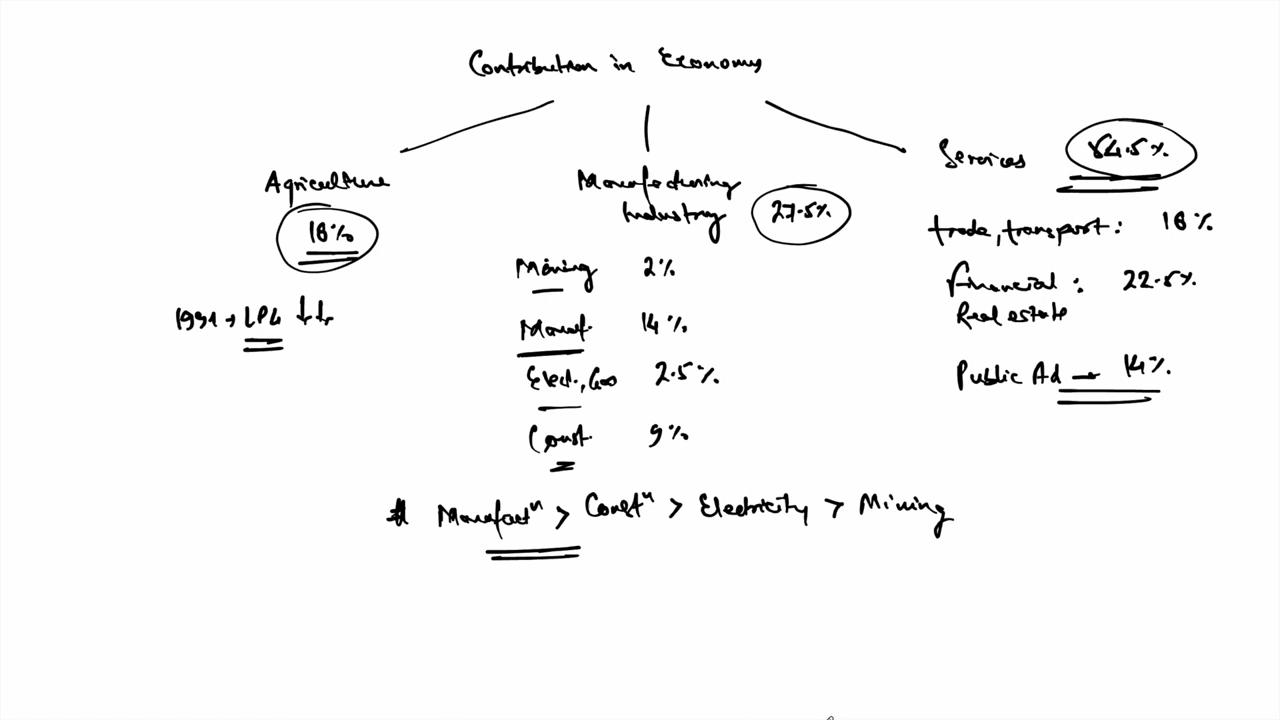 Contribution in Economy
Agriculture
18%
1991 → LPG ↓↓
Manufacturing
Industry 27.5%
Mining 2%
Manuf. 14%
Elect., Gas 2.5%
Const. 9%
Services 54.5%
trade, transport: 18%
Financial : 22.5%
Real estate
Public Ad — 14%
# Manufactⁿ > Constⁿ > Electricity > Mining